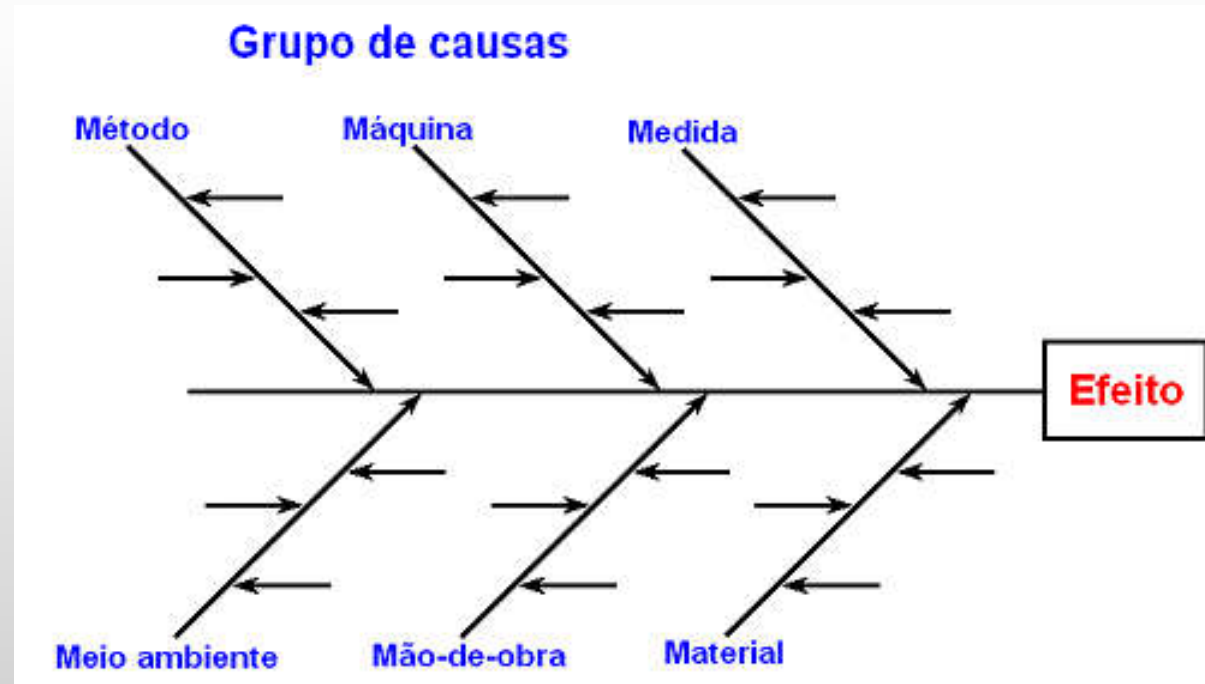 Grupo de causas
Método
Máquina
Medida
Efeito
Meio ambiente
Mão-de-obra
Material